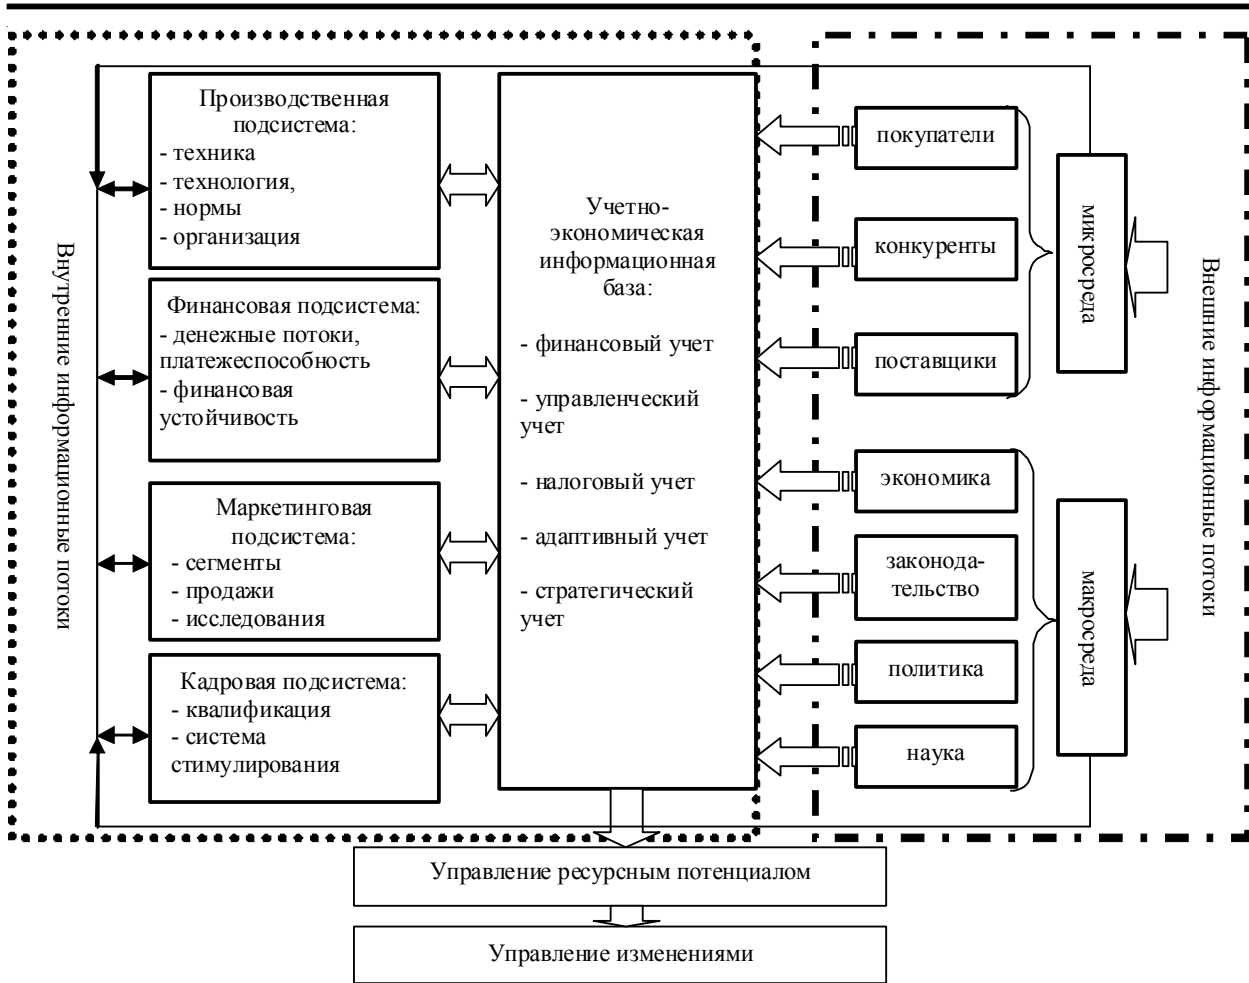 Внутренние информационные потоки
Производственная
подсистема:
- техника
- технология,
- нормы
- организация
Финансовая подсистема:
- денежные потоки,
платежеспособность
- финансовая
устойчивость
Маркетинговая
подсистема:
- сегменты
- продажи
- исследования
Кадровая подсистема:
- квалификация
- система
стимулирования
Учетно-
экономическая
информационная
база:
- финансовый учет
- управленческий
учет
- налоговый учет
- адаптивный учет
- стратегический
учет
покупатели
конкуренты
поставщики
экономика
законода-
тельство
политика
наука
микросреда
макросреда
Внешние информационные потоки
Управление ресурсным потенциалом
Управление изменениями